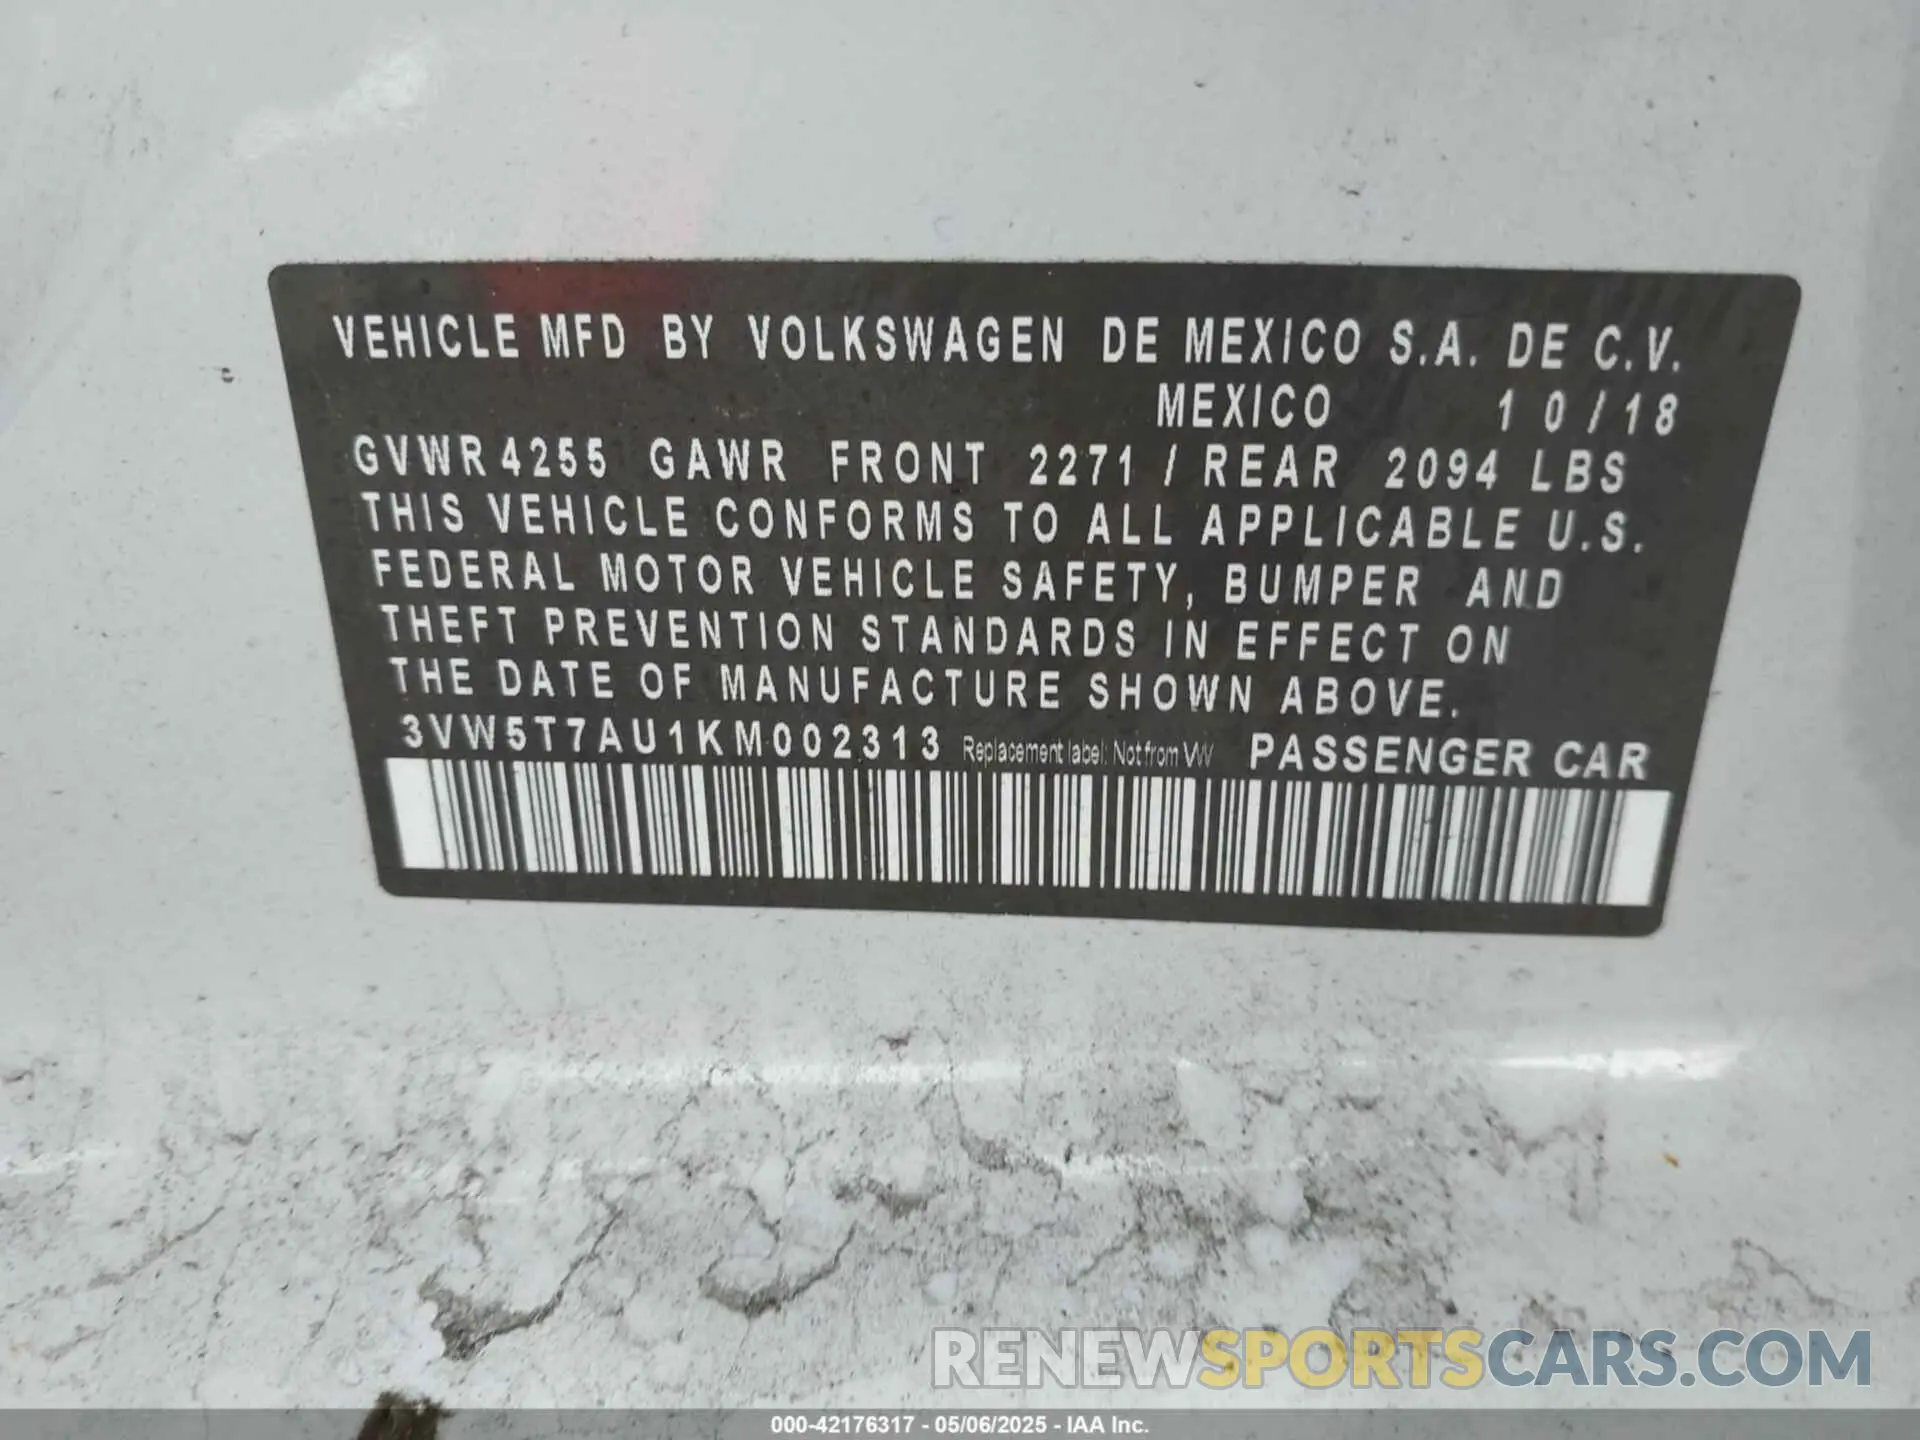 VEHICLE MFD BY VOLKSWAGEN DE MEXICO S.A. DE C.V.
MEXICO 10/18
GVWR 4255 GAWR FRONT 2271 / REAR 2094 LBS
THIS VEHICLE CONFORMS TO ALL APPLICABLE U.S.
FEDERAL MOTOR VEHICLE SAFETY, BUMPER AND
THEFT PREVENTION STANDARDS IN EFFECT ON
THE DATE OF MANUFACTURE SHOWN ABOVE.
3VW5T7AU1KM002313 Replacement label: Not from VW PASSENGER CAR
RENEWSPORTSCARS.COM
000-42176317 - 05/06/2025 - IAA Inc.